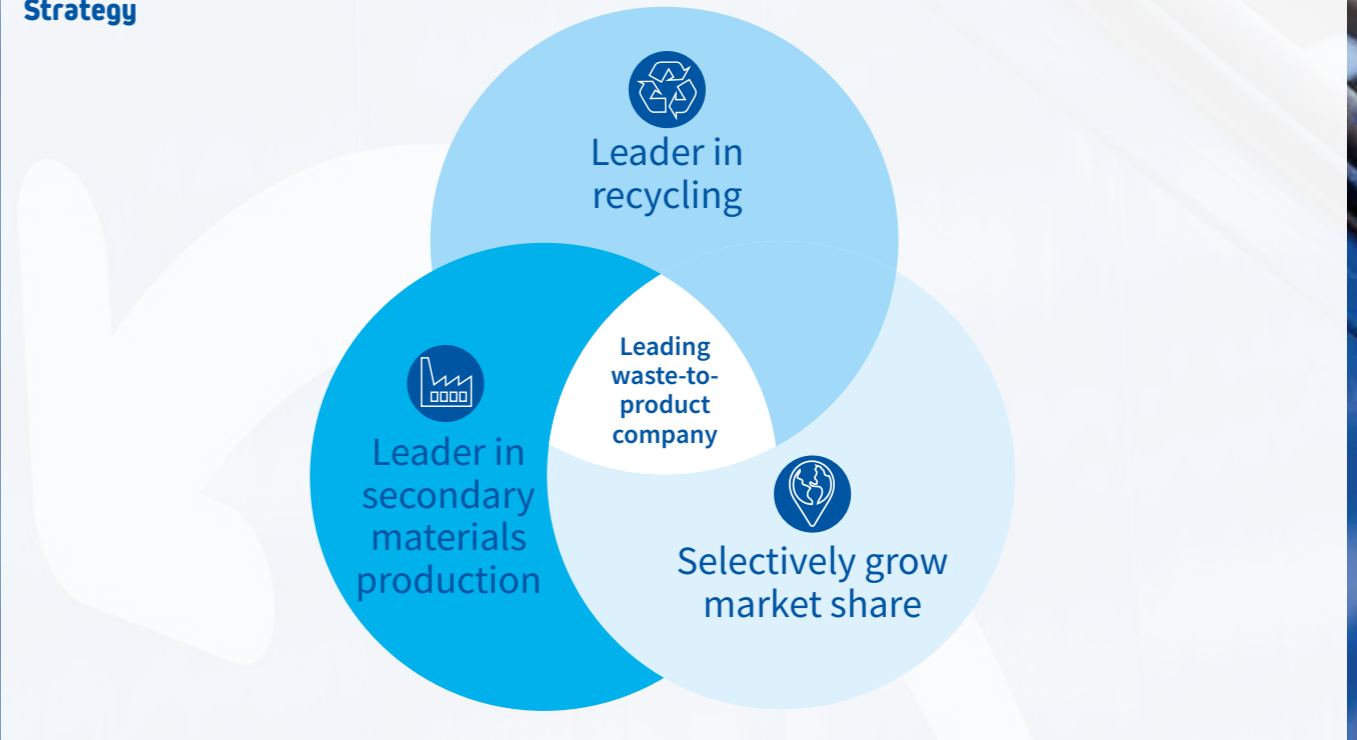 Strategy
Leader in
recycling
Leading
waste-to-
product
company
Leader in
secondary
materials
production
Selectively grow
market share